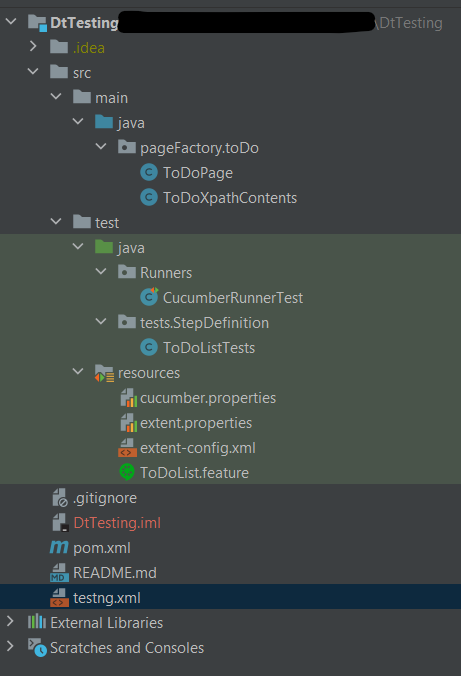 DtTesting \DtTesting
.idea
src
main
java
pageFactory.toDo
ToDoPage
ToDoXpathContents
test
java
Runners
CucumberRunnerTest
tests.StepDefinition
ToDoListTests
resources
cucumber.properties
extent.properties
extent-config.xml
ToDoList.feature
.gitignore
DtTesting.iml
pom.xml
README.md
testng.xml
External Libraries
Scratches and Consoles